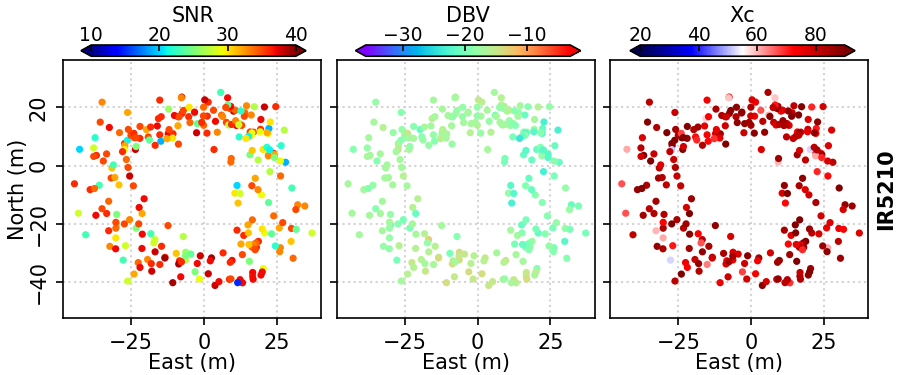 SNR DBV Xc
10 20 30 40 −30 −20 −10 20 40 60 80
North (m)
20
0
−20
−40
−25 0 25 −25 0 25 −25 0 25
East (m) East (m) East (m)
IR5210